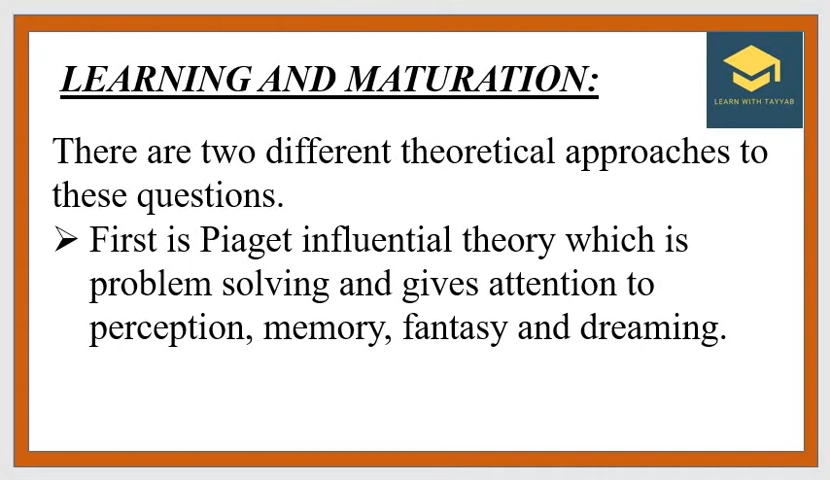 LEARNING AND MATURATION:
LEARN WITH TAYYAB
There are two different theoretical approaches to
these questions.
➢ First is Piaget influential theory which is
problem solving and gives attention to
perception, memory, fantasy and dreaming.